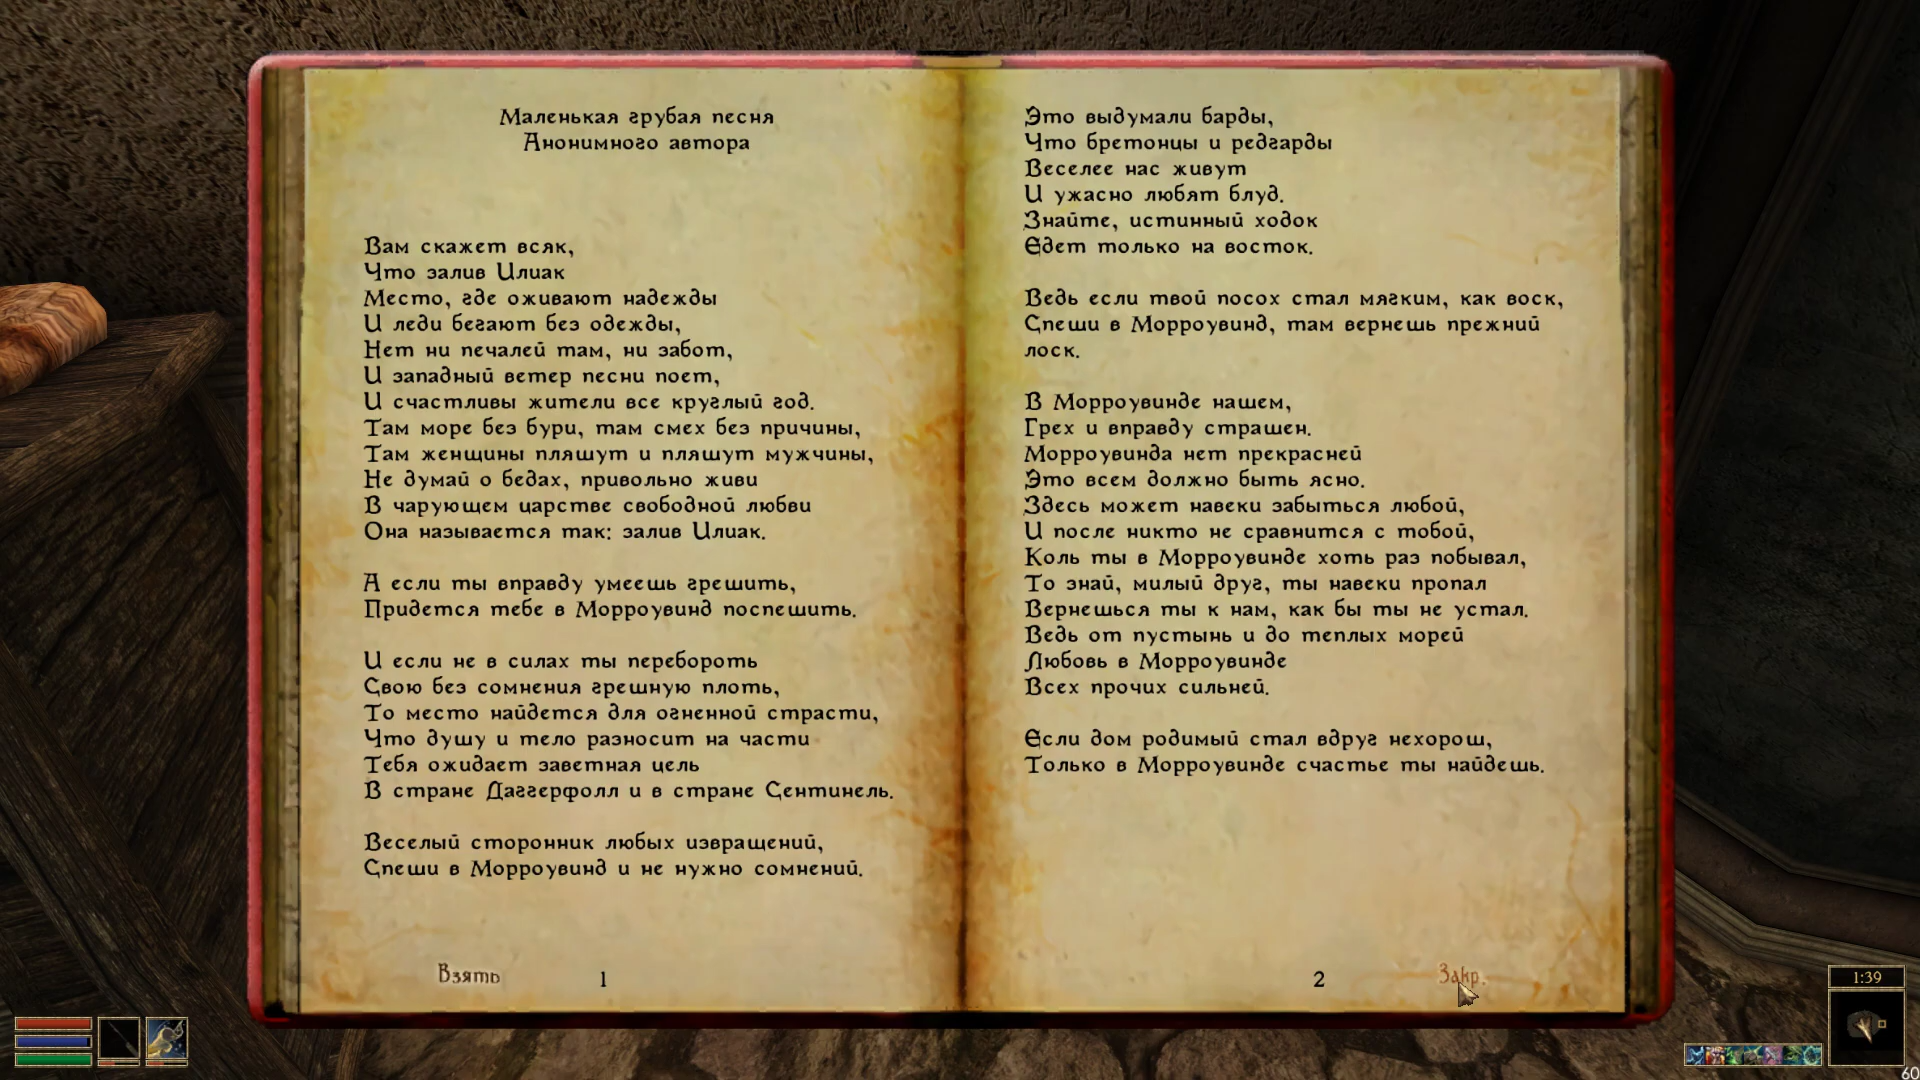 Маленькая грубая песня
Анонимного автора
Вам скажет всяк,
Что залив Илиак
Место, где оживают надежды
И леди бегают без одежды,
Нет ни печалей там, ни забот,
И западный ветер песни поет,
И счастливы жители все круглый год.
Там море без бури, там смех без причины,
Там женщины пляшут и пляшут мужчины,
Не думай о бедах, привольно живи
В чарующем царстве свободной любви
Она называется так: залив Илиак.
А если ты вправду умеешь грешить,
Придется тебе в Морроувинд поспешить.
И если не в силах ты перебороть
Свою без сомнения грешную плоть,
То место найдется для огненной страсти,
Что душу и тело разносит на части
Тебя ожидает заветная цель
В стране Даггерфолл и в стране Сентинель.
Веселый сторонник любых извращений,
Спеши в Морроувинд и не нужно сомнений.
Взять
1
Это выдумали барды,
Что бретонцы и редгарды
Веселее нас живут
И ужасно любят блуд.
Знайте, истинный ходок
Едет только на восток.
Ведь если твой посох стал мягким, как воск,
Спеши в Морроувинд, там вернешь прежний
лоск.
В Морроувинде нашем,
Грех и вправду страшен.
Морроувинда нет прекрасней
Это всем должно быть ясно.
Здесь может навеки забыться любой,
И после никто не сравнится с тобой,
Коль ты в Морроувинде хоть раз побывал,
То знай, милый друг, ты навеки пропал
Вернешься ты к нам, как бы ты не устал.
Ведь от пустынь и до теплых морей
Любовь в Морроувинде
Всех прочих сильней.
Если дом родимый стал вдруг нехорош,
Только в Морроувинде счастье ты найдешь.
2
Закр.
1:39
60